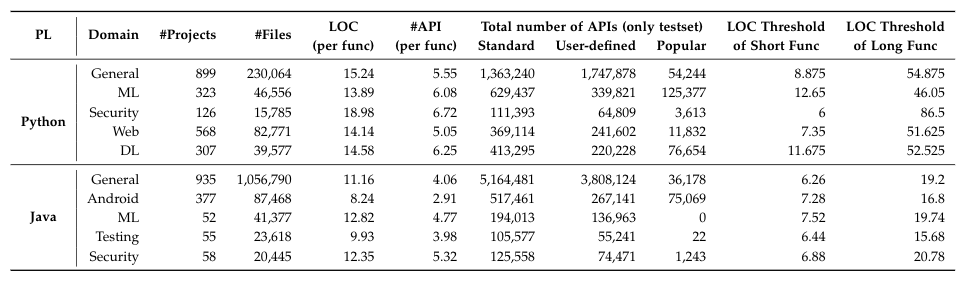 PL Domain #Projects #Files LOC (per func) #API (per func) Total number of APIs (only testset) Standard User-defined Popular LOC Threshold of Short Func LOC Threshold of Long Func
Python
General 899 230,064 15.24 5.55 1,363,240 1,747,878 54,244 8.875 54.875
ML 323 46,556 13.89 6.08 629,437 339,821 125,377 12.65 46.05
Security 126 15,785 18.98 6.72 111,393 64,809 3,613 6 86.5
Web 568 82,771 14.14 5.05 369,114 241,602 11,832 7.35 51.625
DL 307 39,577 14.58 6.25 413,295 220,228 76,654 11.675 52.525
Java
General 935 1,056,790 11.16 4.06 5,164,481 3,808,124 36,178 6.26 19.2
Android 377 87,468 8.24 2.91 517,461 267,141 75,069 7.28 16.8
ML 52 41,377 12.82 4.77 194,013 136,963 0 7.52 19.74
Testing 55 23,618 9.93 3.98 105,577 55,241 22 6.44 15.68
Security 58 20,445 12.35 5.32 125,558 74,471 1,243 6.88 20.78